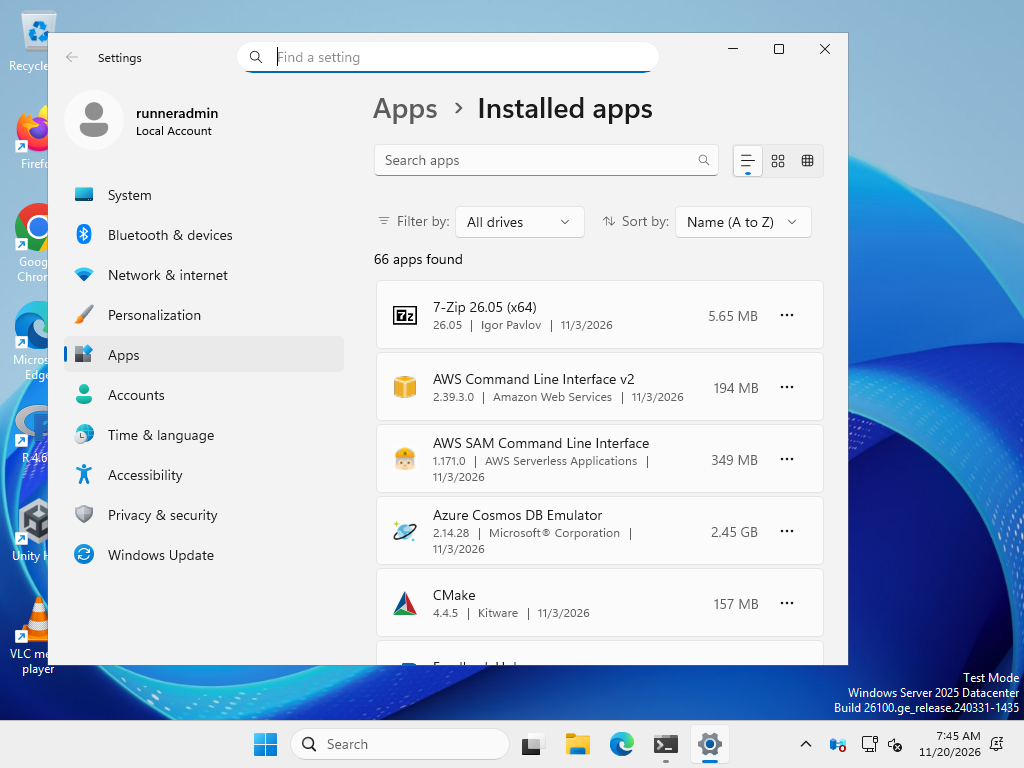 Recycle
Firefo
Goog
Chron
Micros
Edge
R 4.6
Unity H
VLC me
player
Settings
Find a setting
runneradmin
Local Account
System
Bluetooth & devices
Network & internet
Personalization
Apps
Accounts
Time & language
Accessibility
Privacy & security
Windows Update
Apps > Installed apps
Search apps
Filter by: All drives
Sort by: Name (A to Z)
66 apps found
7z
7-Zip 26.05 (x64)
26.05 | Igor Pavlov | 11/3/2026
5.65 MB
AWS Command Line Interface v2
2.39.3.0 | Amazon Web Services | 11/3/2026
194 MB
AWS SAM Command Line Interface
1.171.0 | AWS Serverless Applications |
11/3/2026
349 MB
Azure Cosmos DB Emulator
2.14.28 | Microsoft® Corporation |
11/3/2026
2.45 GB
CMake
4.4.5 | Kitware | 11/3/2026
157 MB
Test Mode
Windows Server 2025 Datacenter
Build 26100.ge_release.240331-1435
Search
7:45 AM
11/20/2026